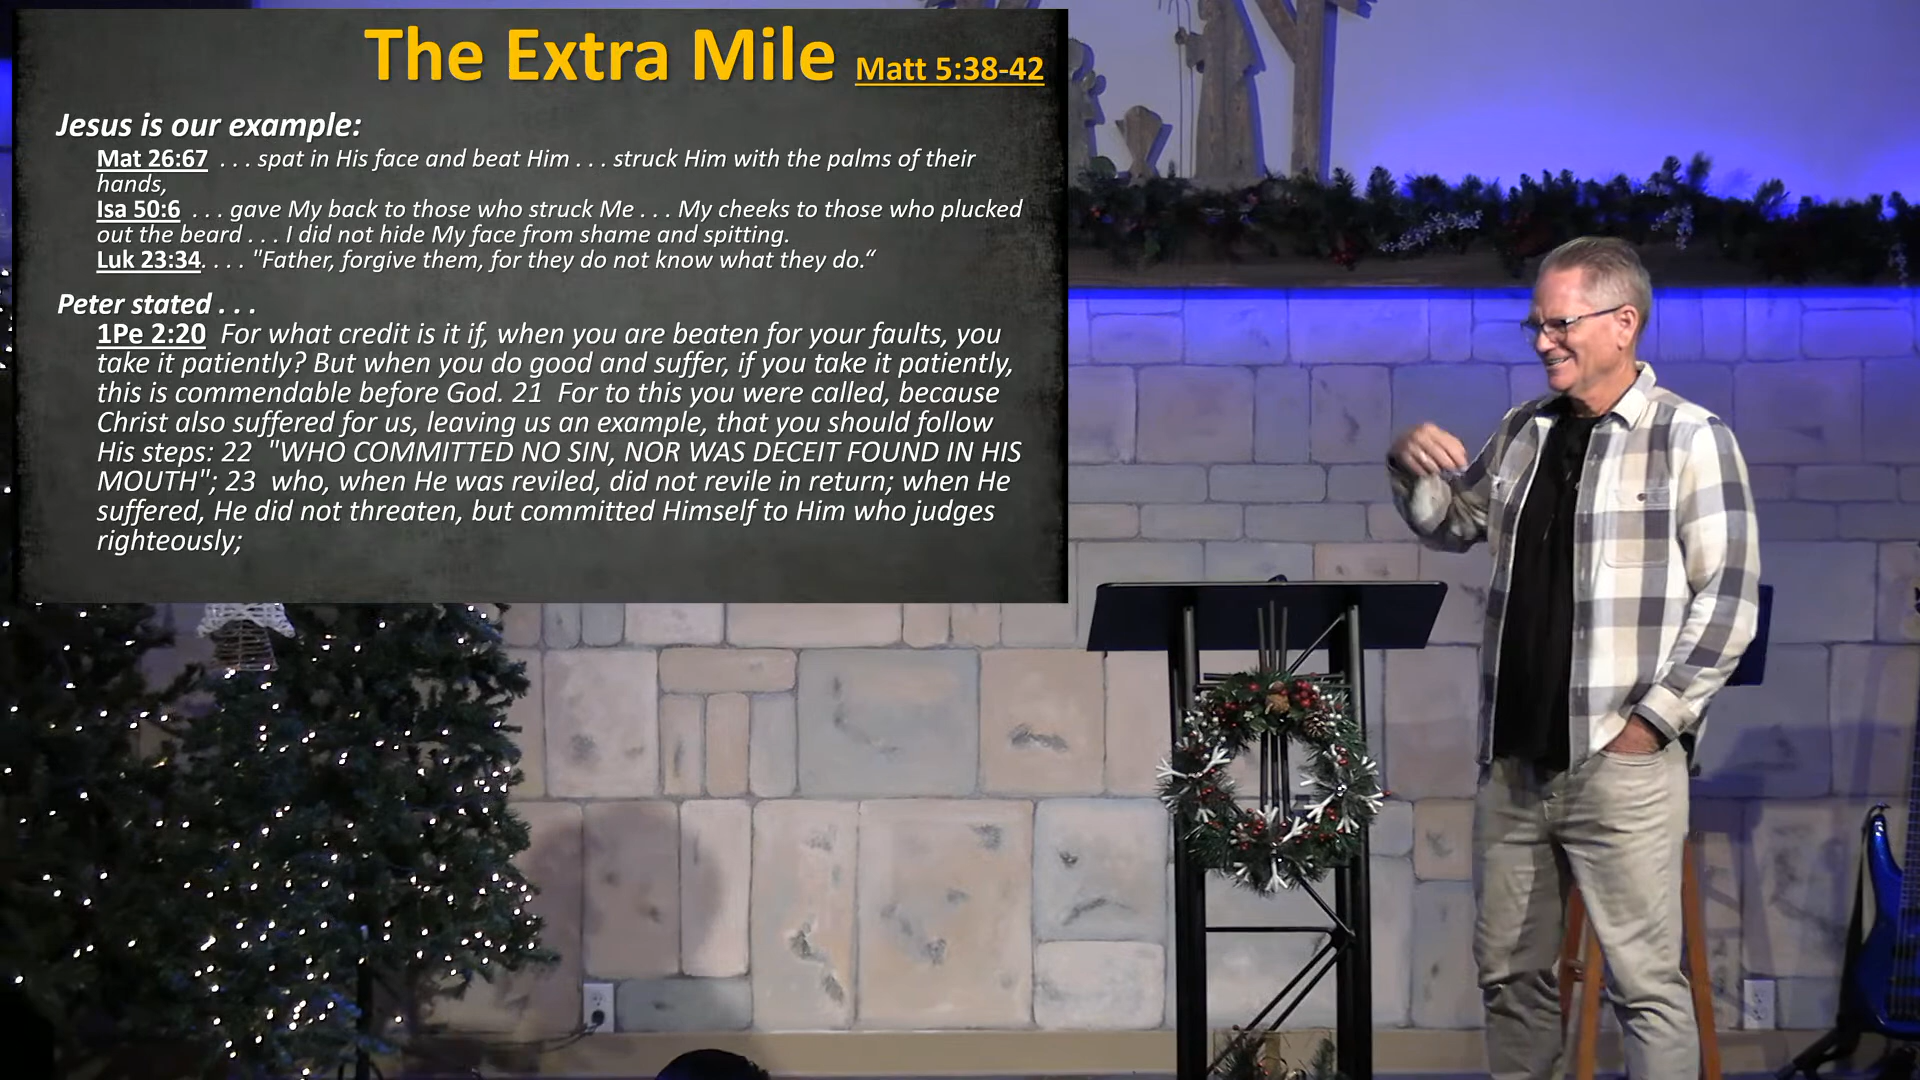 The Extra Mile Matt 5:38-42
Jesus is our example:
Mat 26:67 . . . spat in His face and beat Him . . . struck Him with the palms of their
hands,
Isa 50:6 . . . gave My back to those who struck Me . . . My cheeks to those who plucked
out the beard . . . I did not hide My face from shame and spitting.
Luk 23:34. . . . "Father, forgive them, for they do not know what they do.“
Peter stated . . .
1Pe 2:20 For what credit is it if, when you are beaten for your faults, you
take it patiently? But when you do good and suffer, if you take it patiently,
this is commendable before God. 21 For to this you were called, because
Christ also suffered for us, leaving us an example, that you should follow
His steps: 22 "WHO COMMITTED NO SIN, NOR WAS DECEIT FOUND IN HIS
MOUTH"; 23 who, when He was reviled, did not revile in return; when He
suffered, He did not threaten, but committed Himself to Him who judges
righteously;